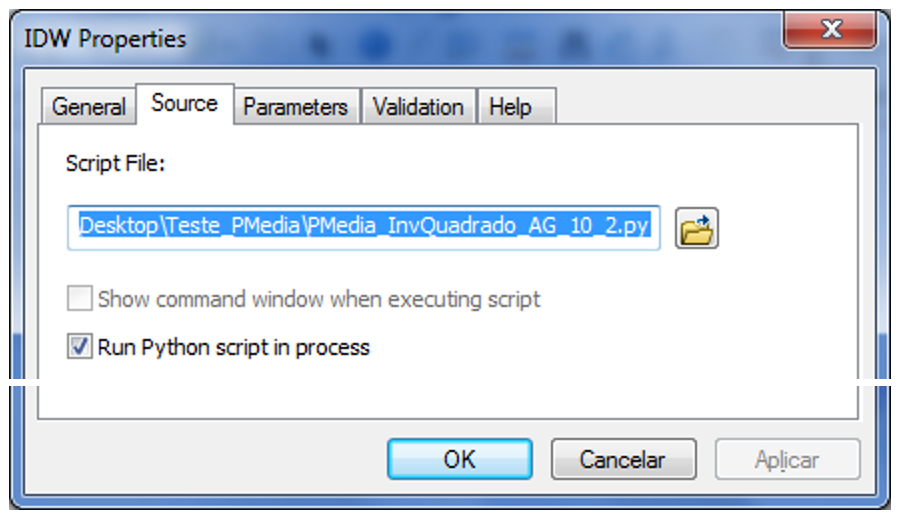 IDW Properties
General Source Parameters Validation Help
Script File:
Desktop\Teste_PMedia\PMedia_InvQuadrado_AG_10_2.py
Show command window when executing script
Run Python script in process
OK Cancelar Aplicar